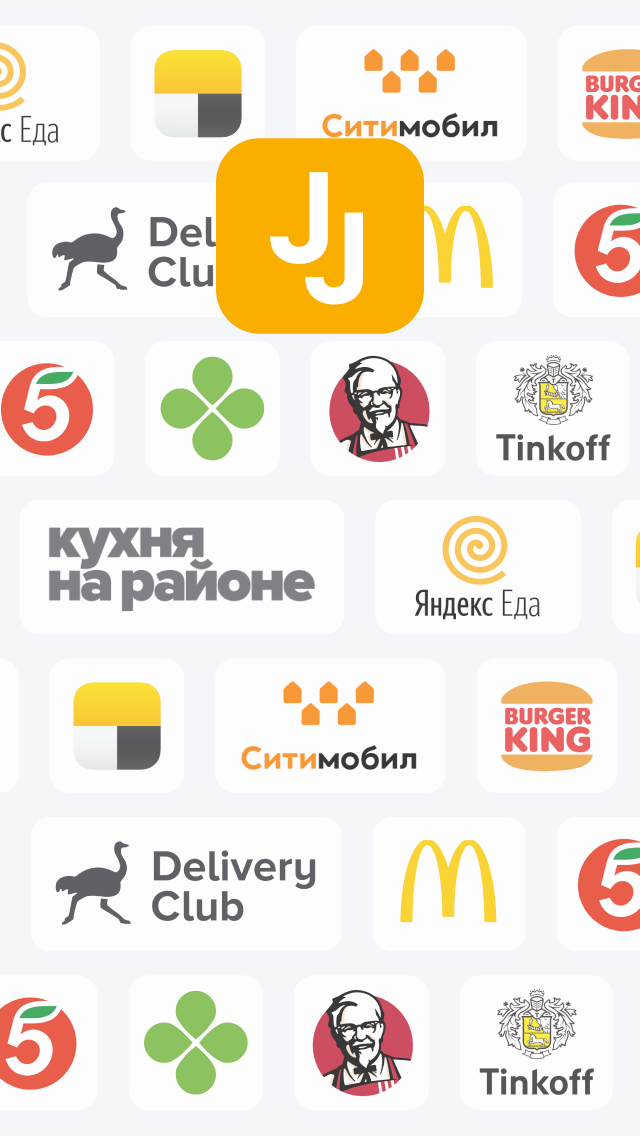 кс Еда
Ситимобил
BURG
KIN
Del
Clu
JJ
5
5
Tinkoff
кухня
на районе
Яндекс Еда
Ситимобил
BURGER
KING
Delivery
Club
5
5
Tinkoff